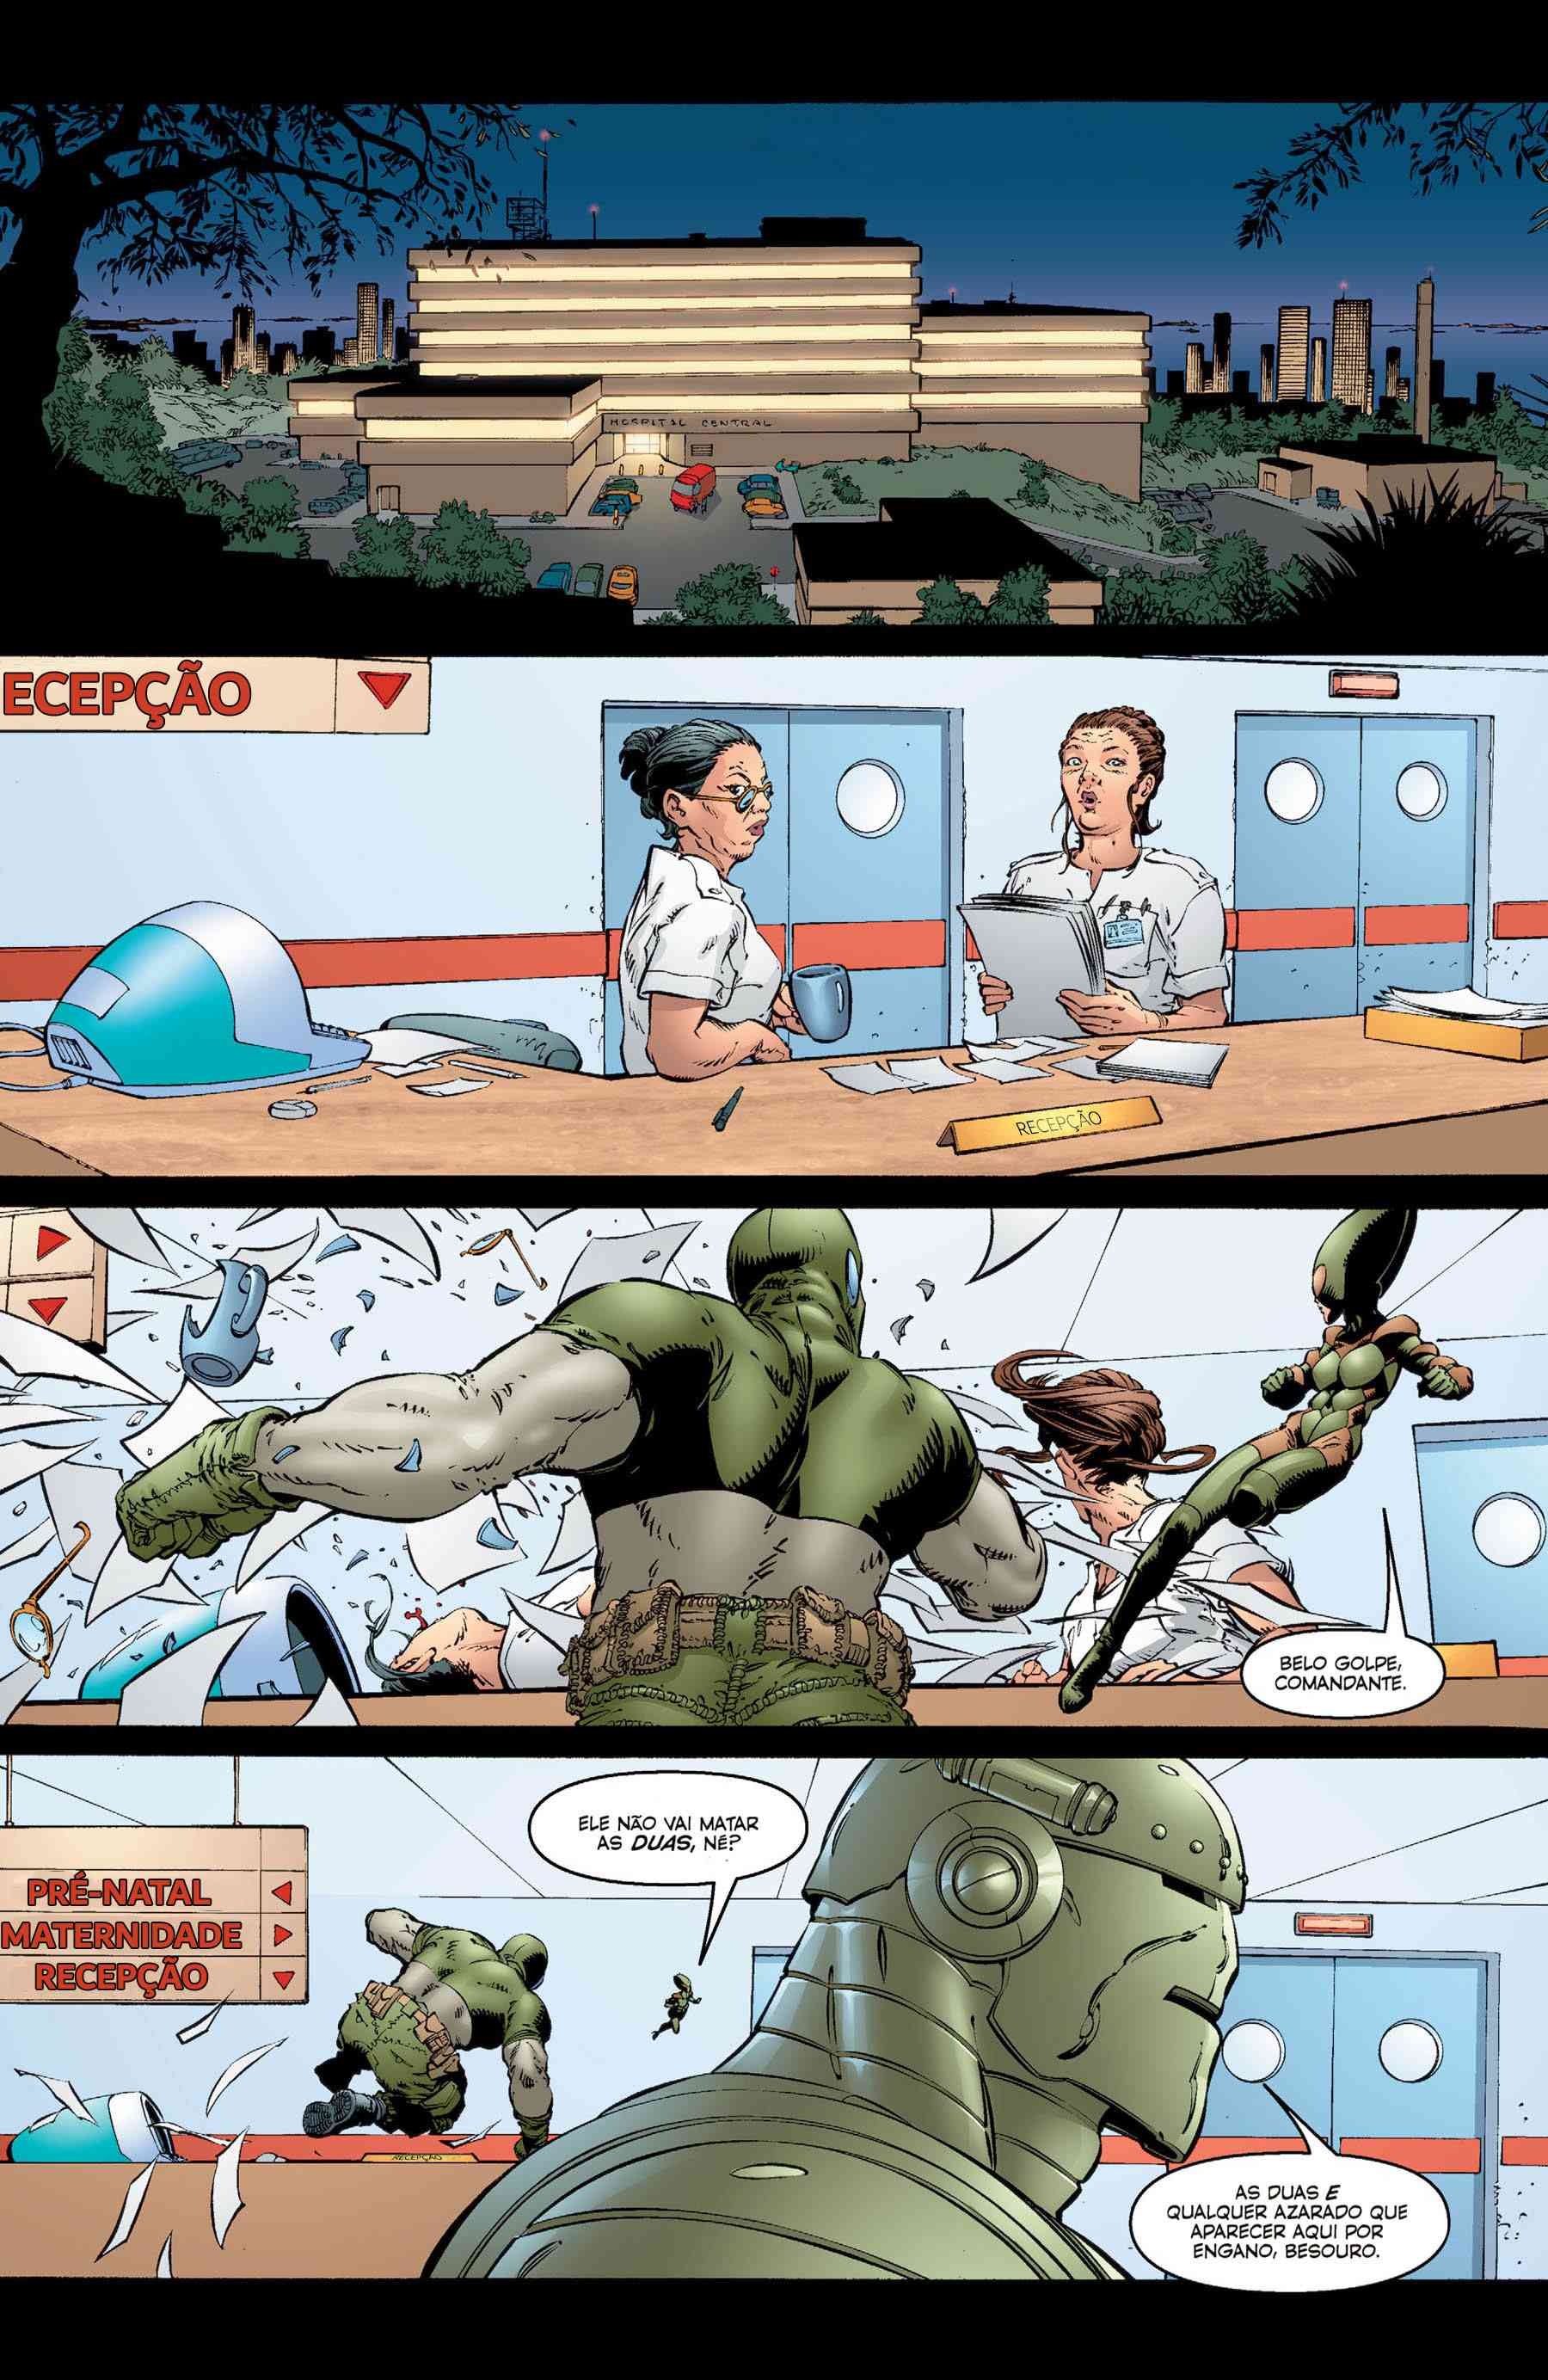 HOSPITAL CENTRAL
ECEPÇÃO
RECEPÇÃO
BELO GOLPE,
COMANDANTE.
ELE NÃO VAI MATAR
AS DUAS, NÉ?
PRÉ-NATAL
MATERNIDADE
RECEPÇÃO
RECEPÇÃO
AS DUAS E
QUALQUER AZARADO QUE
APARECER AQUI POR
ENGANO, BESOURO.